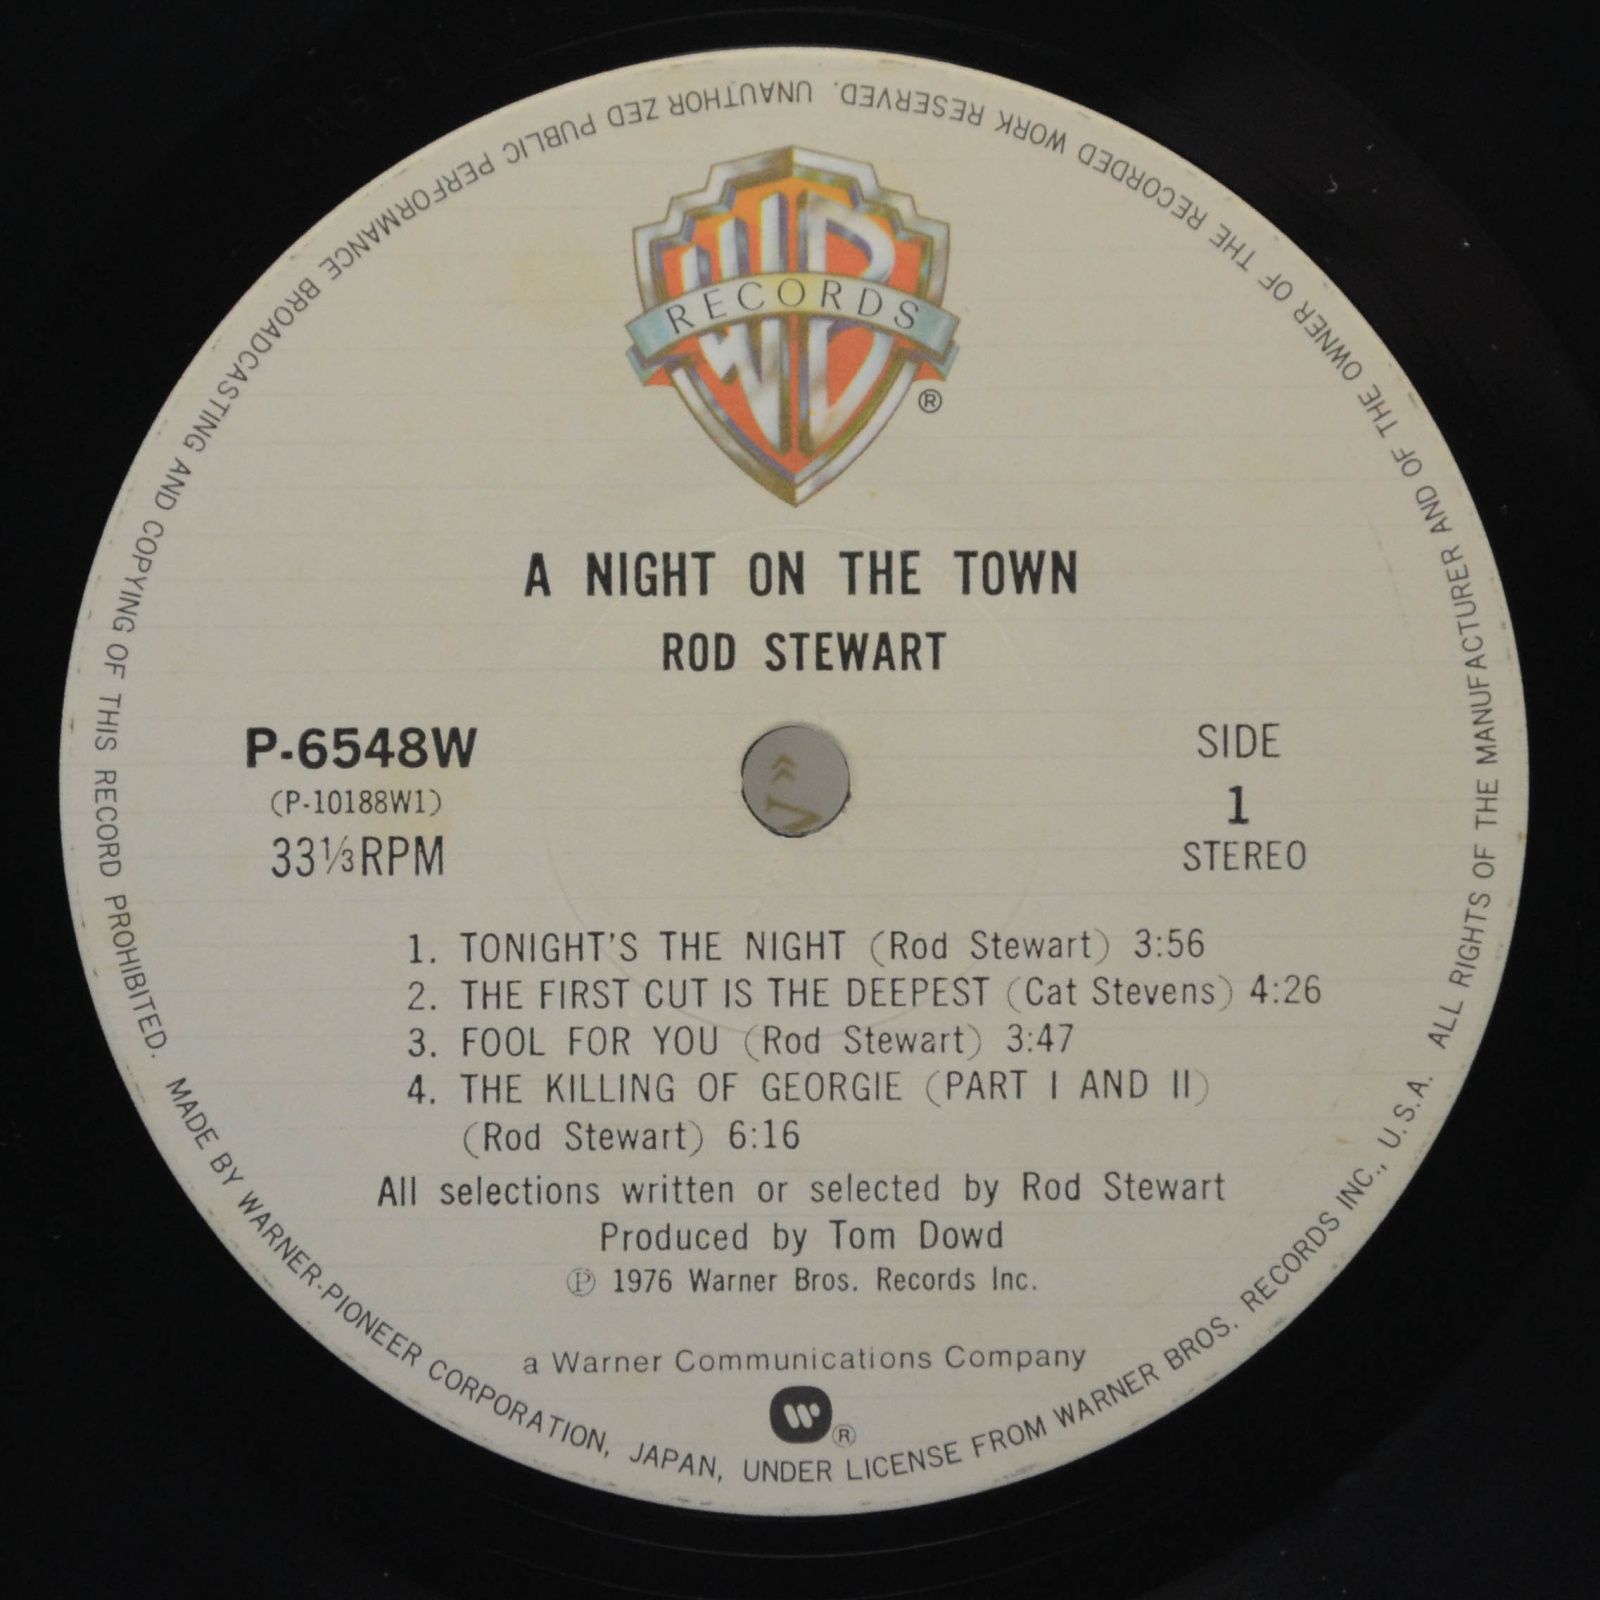 WB
RECORDS
®
A NIGHT ON THE TOWN
ROD STEWART
P-6548W
(P-10188W1)
33⅓RPM
SIDE
1
STEREO
1. TONIGHT'S THE NIGHT (Rod Stewart) 3:56
2. THE FIRST CUT IS THE DEEPEST (Cat Stevens) 4:26
3. FOOL FOR YOU (Rod Stewart) 3:47
4. THE KILLING OF GEORGIE (PART I AND II)
(Rod Stewart) 6:16
All selections written or selected by Rod Stewart
Produced by Tom Dowd
℗ 1976 Warner Bros. Records Inc.
a Warner Communications Company
®
MADE BY WARNER-PIONEER CORPORATION, JAPAN, UNDER LICENSE FROM WARNER BROS. RECORDS INC., U.S.A. ALL RIGHTS OF THE MANUFACTURER AND OF THE OWNER OF THE RECORDED WORK RESERVED. UNAUTHOR ZED PUBLIC PERFORMANCE BROADCASTING AND COPYING OF THIS RECORD PROHIBITED.